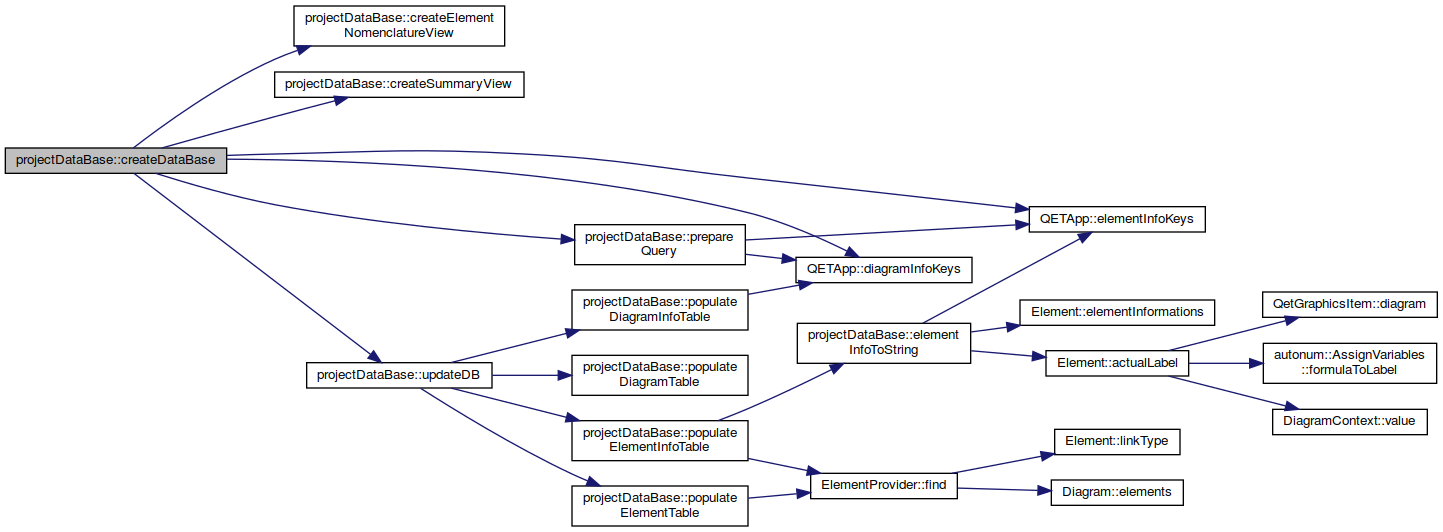 projectDataBase::createElement
NomenclatureView
projectDataBase::createSummaryView
projectDataBase::createDataBase
QETApp::elementInfoKeys
projectDataBase::prepare
Query
QETApp::diagramInfoKeys
projectDataBase::populate
DiagramInfoTable
QetGraphicsItem::diagram
Element::elementInformations
projectDataBase::element
InfoToString
autonum::AssignVariables
::formulaToLabel
Element::actualLabel
projectDataBase::updateDB
projectDataBase::populate
DiagramTable
DiagramContext::value
projectDataBase::populate
ElementInfoTable
Element::linkType
ElementProvider::find
Diagram::elements
projectDataBase::populate
ElementTable